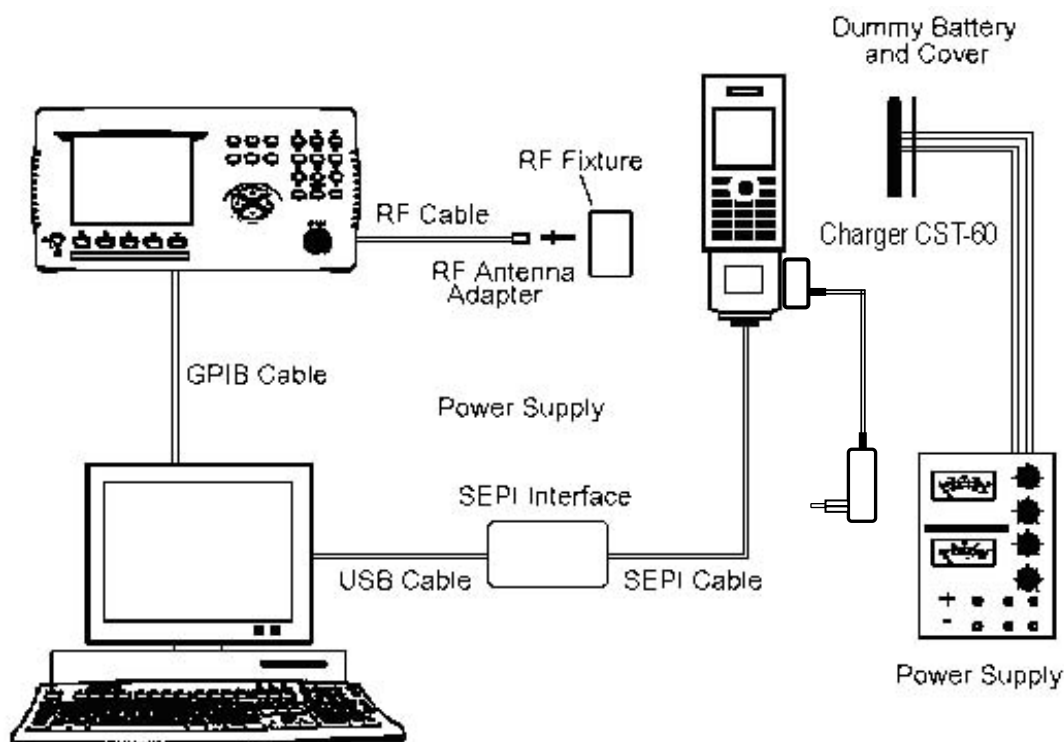 Dummy Battery
and Cover
RF Fixture
RF Cable
Charger CST-60
RF Antenna
Adapter
GPIB Cable
Power Supply
SEPI Interface
USB Cable
SEPI Cable
+
-
Power Supply